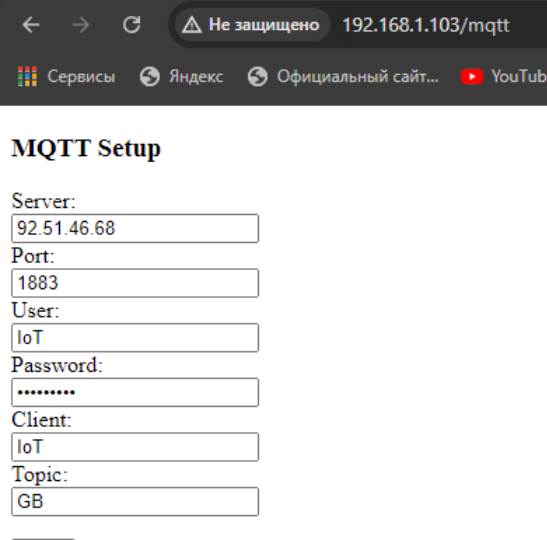 Не защищено 192.168.1.103/mqtt
Сервисы Яндекс Официальный сайт... YouTub
MQTT Setup
Server:
92.51.46.68
Port:
1883
User:
IoT
Password:
•••••••••
Client:
IoT
Topic:
GB